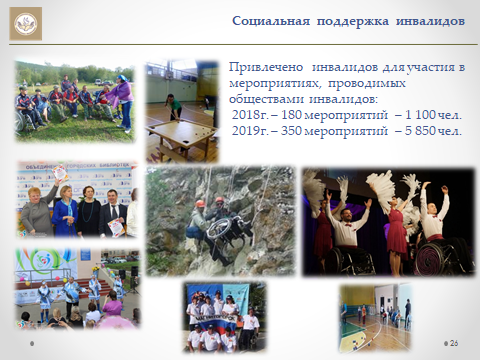 Социальная поддержка инвалидов
Привлечено инвалидов для участия в
мероприятиях, проводимых
обществами инвалидов:
2018г. – 180 мероприятий – 1 100 чел.
2019г. – 350 мероприятий – 5 850 чел.
26